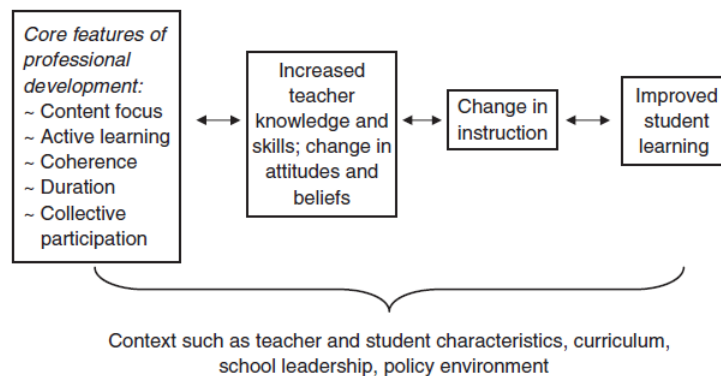 Core features of
professional
development:
~ Content focus
~ Active learning
~ Coherence
~ Duration
~ Collective
participation
Increased
teacher
knowledge and
skills; change in
attitudes and
beliefs
Change in
instruction
Improved
student
learning
Context such as teacher and student characteristics, curriculum,
school leadership, policy environment